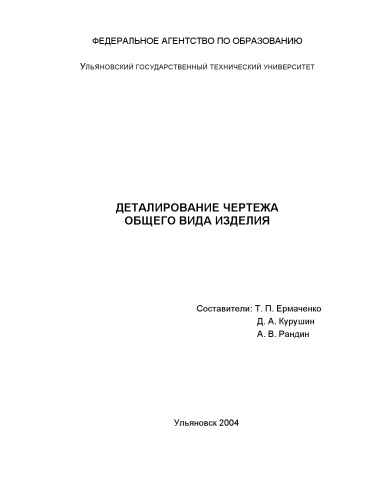 ФЕДЕРАЛЬНОЕ АГЕНТСТВО ПО ОБРАЗОВАНИЮ
УЛЬЯНОВСКИЙ ГОСУДАРСТВЕННЫЙ ТЕХНИЧЕСКИЙ УНИВЕРСИТЕТ
ДЕТАЛИРОВАНИЕ ЧЕРТЕЖА
ОБЩЕГО ВИДА ИЗДЕЛИЯ
Составители: Т. П. Ермаченко
Д. А. Курушин
А. В. Рандин
Ульяновск 2004